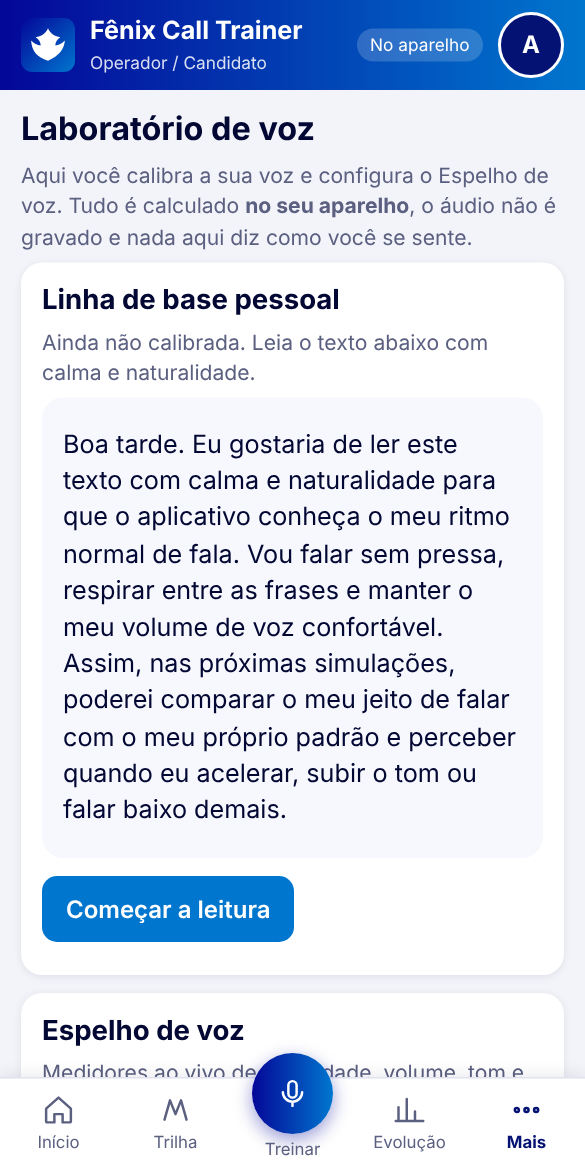 Fênix Call Trainer
Operador / Candidato
No aparelho
A
Laboratório de voz
Aqui você calibra a sua voz e configura o Espelho de
voz. Tudo é calculado no seu aparelho, o áudio não é
gravado e nada aqui diz como você se sente.
Linha de base pessoal
Ainda não calibrada. Leia o texto abaixo com
calma e naturalidade.
Boa tarde. Eu gostaria de ler este
texto com calma e naturalidade para
que o aplicativo conheça o meu ritmo
normal de fala. Vou falar sem pressa,
respirar entre as frases e manter o
meu volume de voz confortável.
Assim, nas próximas simulações,
poderei comparar o meu jeito de falar
com o meu próprio padrão e perceber
quando eu acelerar, subir o tom ou
falar baixo demais.
Começar a leitura
Espelho de voz
Medidores ao vivo de dade, volume, tom e
Início
Trilha
Treinar
Evolução
Mais